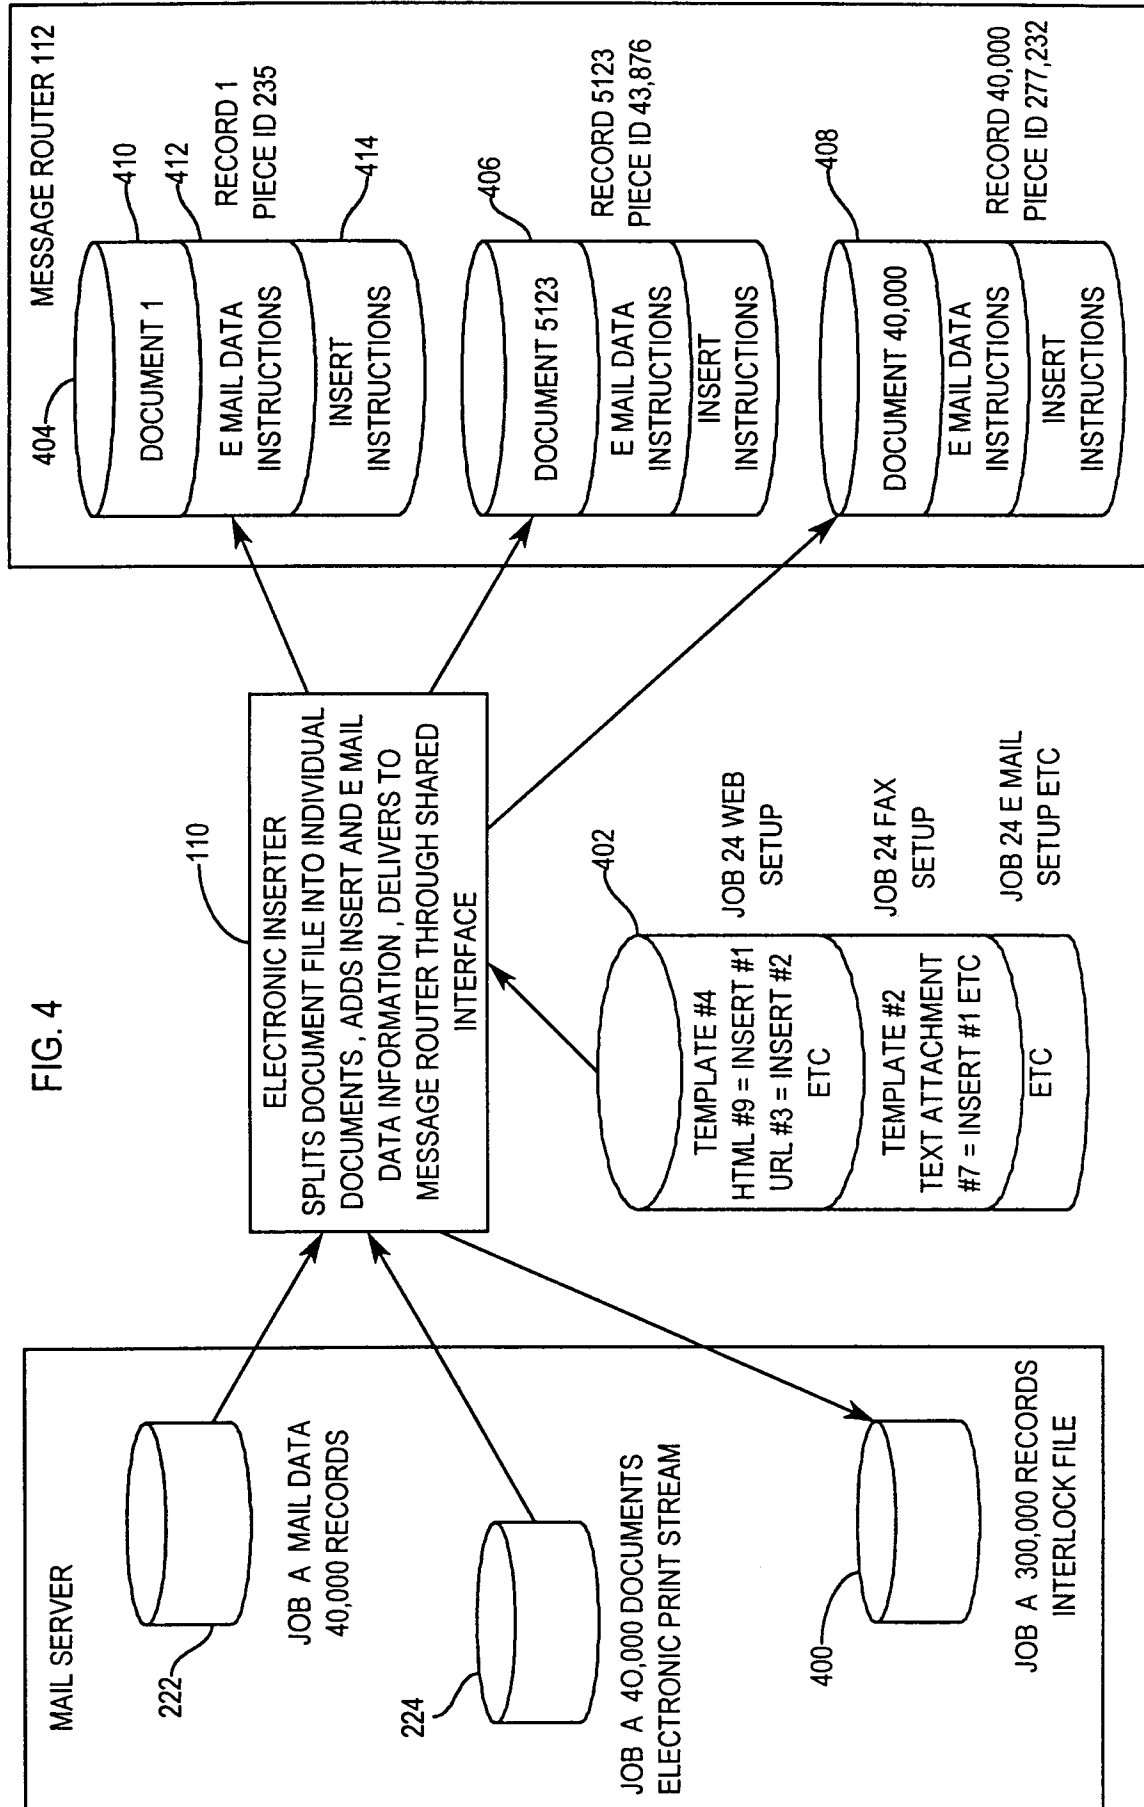 FIG. 4
MAIL SERVER
222
JOB A MAIL DATA
40,000 RECORDS
224
JOB A 40,000 DOCUMENTS
ELECTRONIC PRINT STREAM
400
JOB A 300,000 RECORDS
INTERLOCK FILE
110
ELECTRONIC INSERTER
SPLITS DOCUMENT FILE INTO INDIVIDUAL
DOCUMENTS , ADDS INSERT AND E MAIL
DATA INFORMATION , DELIVERS TO
MESSAGE ROUTER THROUGH SHARED
INTERFACE
402
TEMPLATE #4
HTML #9 = INSERT #1
URL #3 = INSERT #2
ETC
JOB 24 WEB
SETUP
TEMPLATE #2
TEXT ATTACHMENT
#7 = INSERT #1 ETC
JOB 24 FAX
SETUP
ETC
JOB 24 E MAIL
SETUP ETC
MESSAGE ROUTER 112
404
DOCUMENT 1
410
E MAIL DATA
INSTRUCTIONS
412
INSERT
INSTRUCTIONS
414
RECORD 1
PIECE ID 235
406
DOCUMENT 5123
E MAIL DATA
INSTRUCTIONS
INSERT
INSTRUCTIONS
RECORD 5123
PIECE ID 43,876
408
DOCUMENT 40,000
E MAIL DATA
INSTRUCTIONS
INSERT
INSTRUCTIONS
RECORD 40,000
PIECE ID 277,232